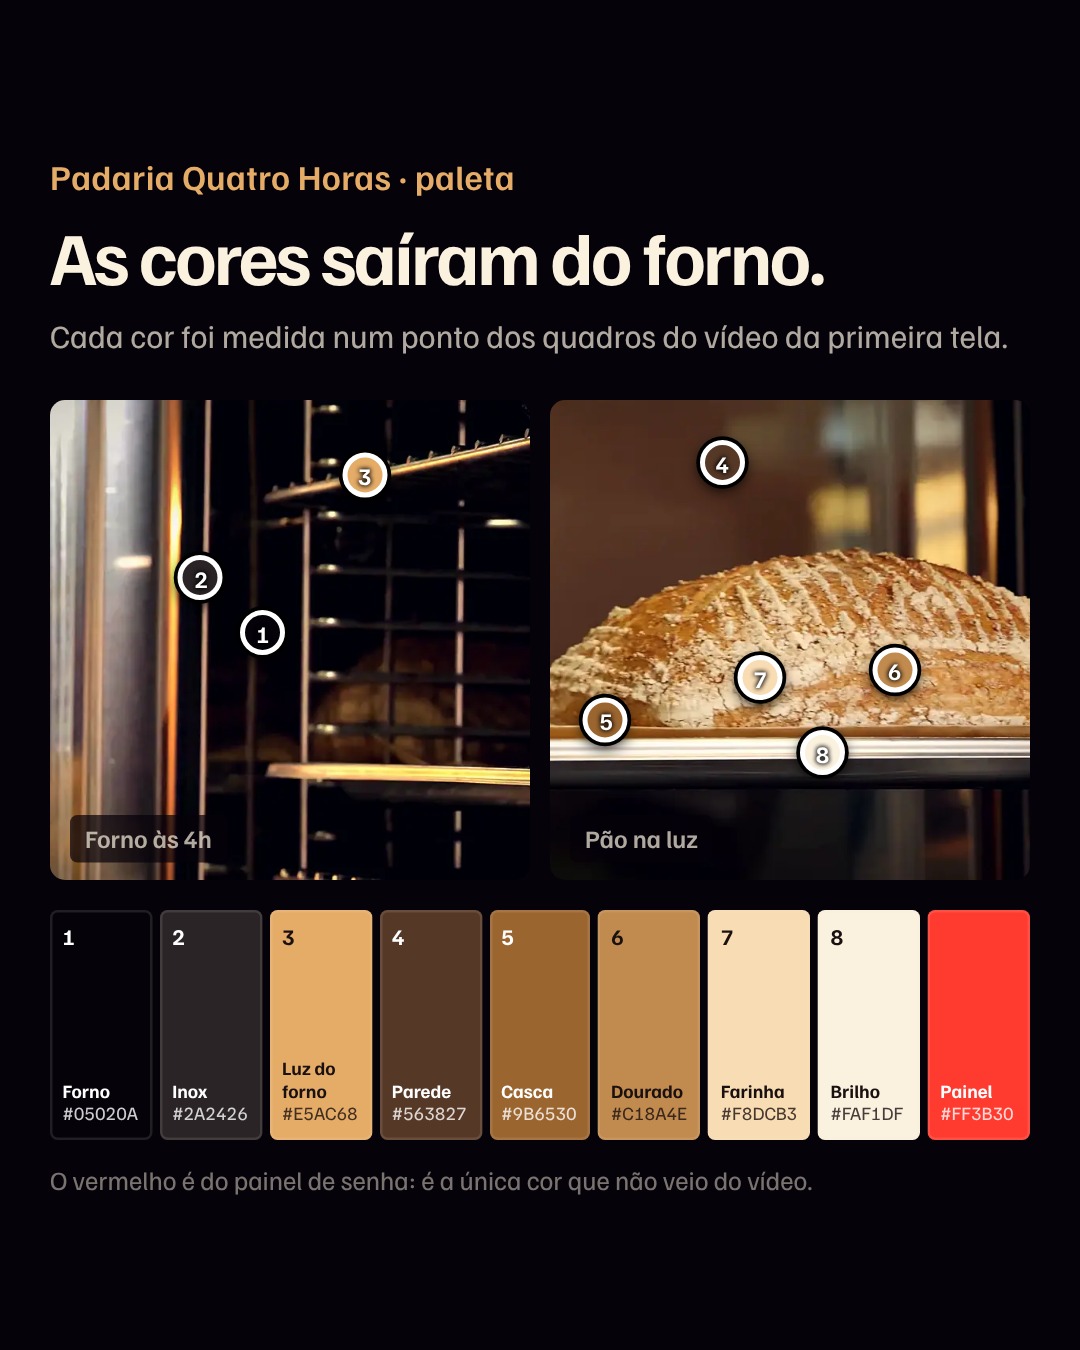 Padaria Quatro Horas · paleta
As cores saíram do forno.
Cada cor foi medida num ponto dos quadros do vídeo da primeira tela.
3
2
1
Forno às 4h
4
7
6
5
8
Pão na luz
1
Forno
#05020A
2
Inox
#2A2426
3
Luz do
forno
#E5AC68
4
Parede
#563827
5
Casca
#9B6530
6
Dourado
#C18A4E
7
Farinha
#F8DCB3
8
Brilho
#FAF1DF
Painel
#FF3B30
O vermelho é do painel de senha: é a única cor que não veio do vídeo.